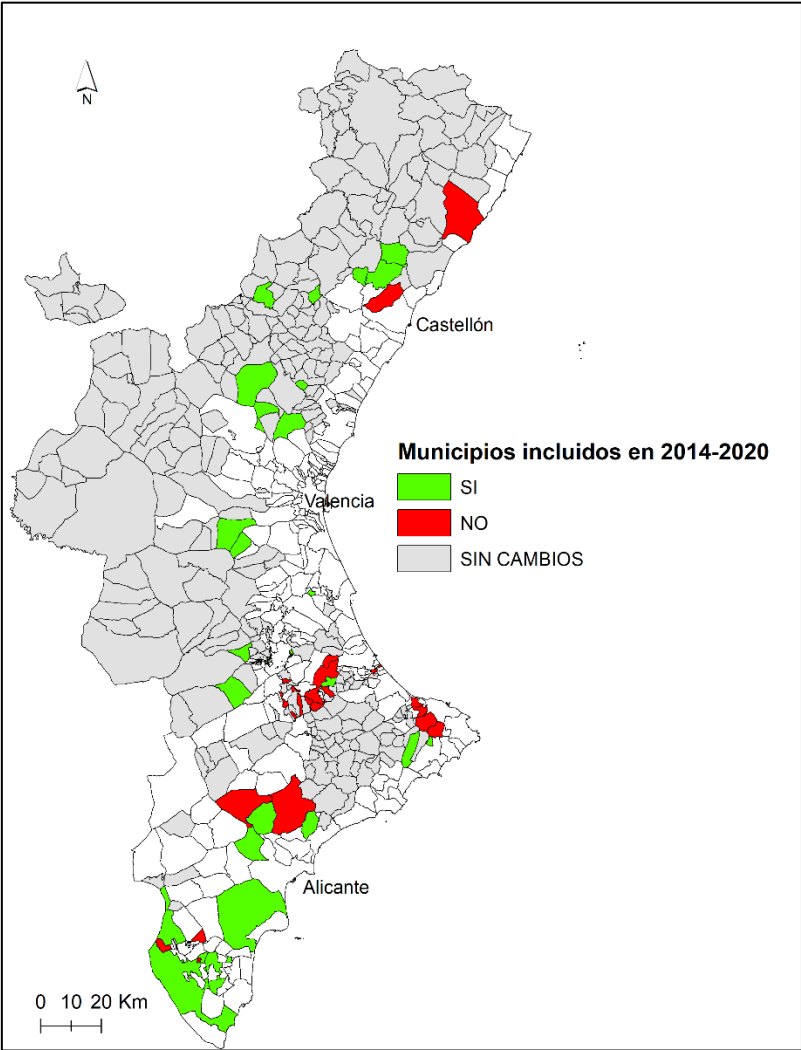 N
Castellón
Municipios incluidos en 2014-2020
SI
NO
SIN CAMBIOS
Valencia
Alicante
0 10 20 Km